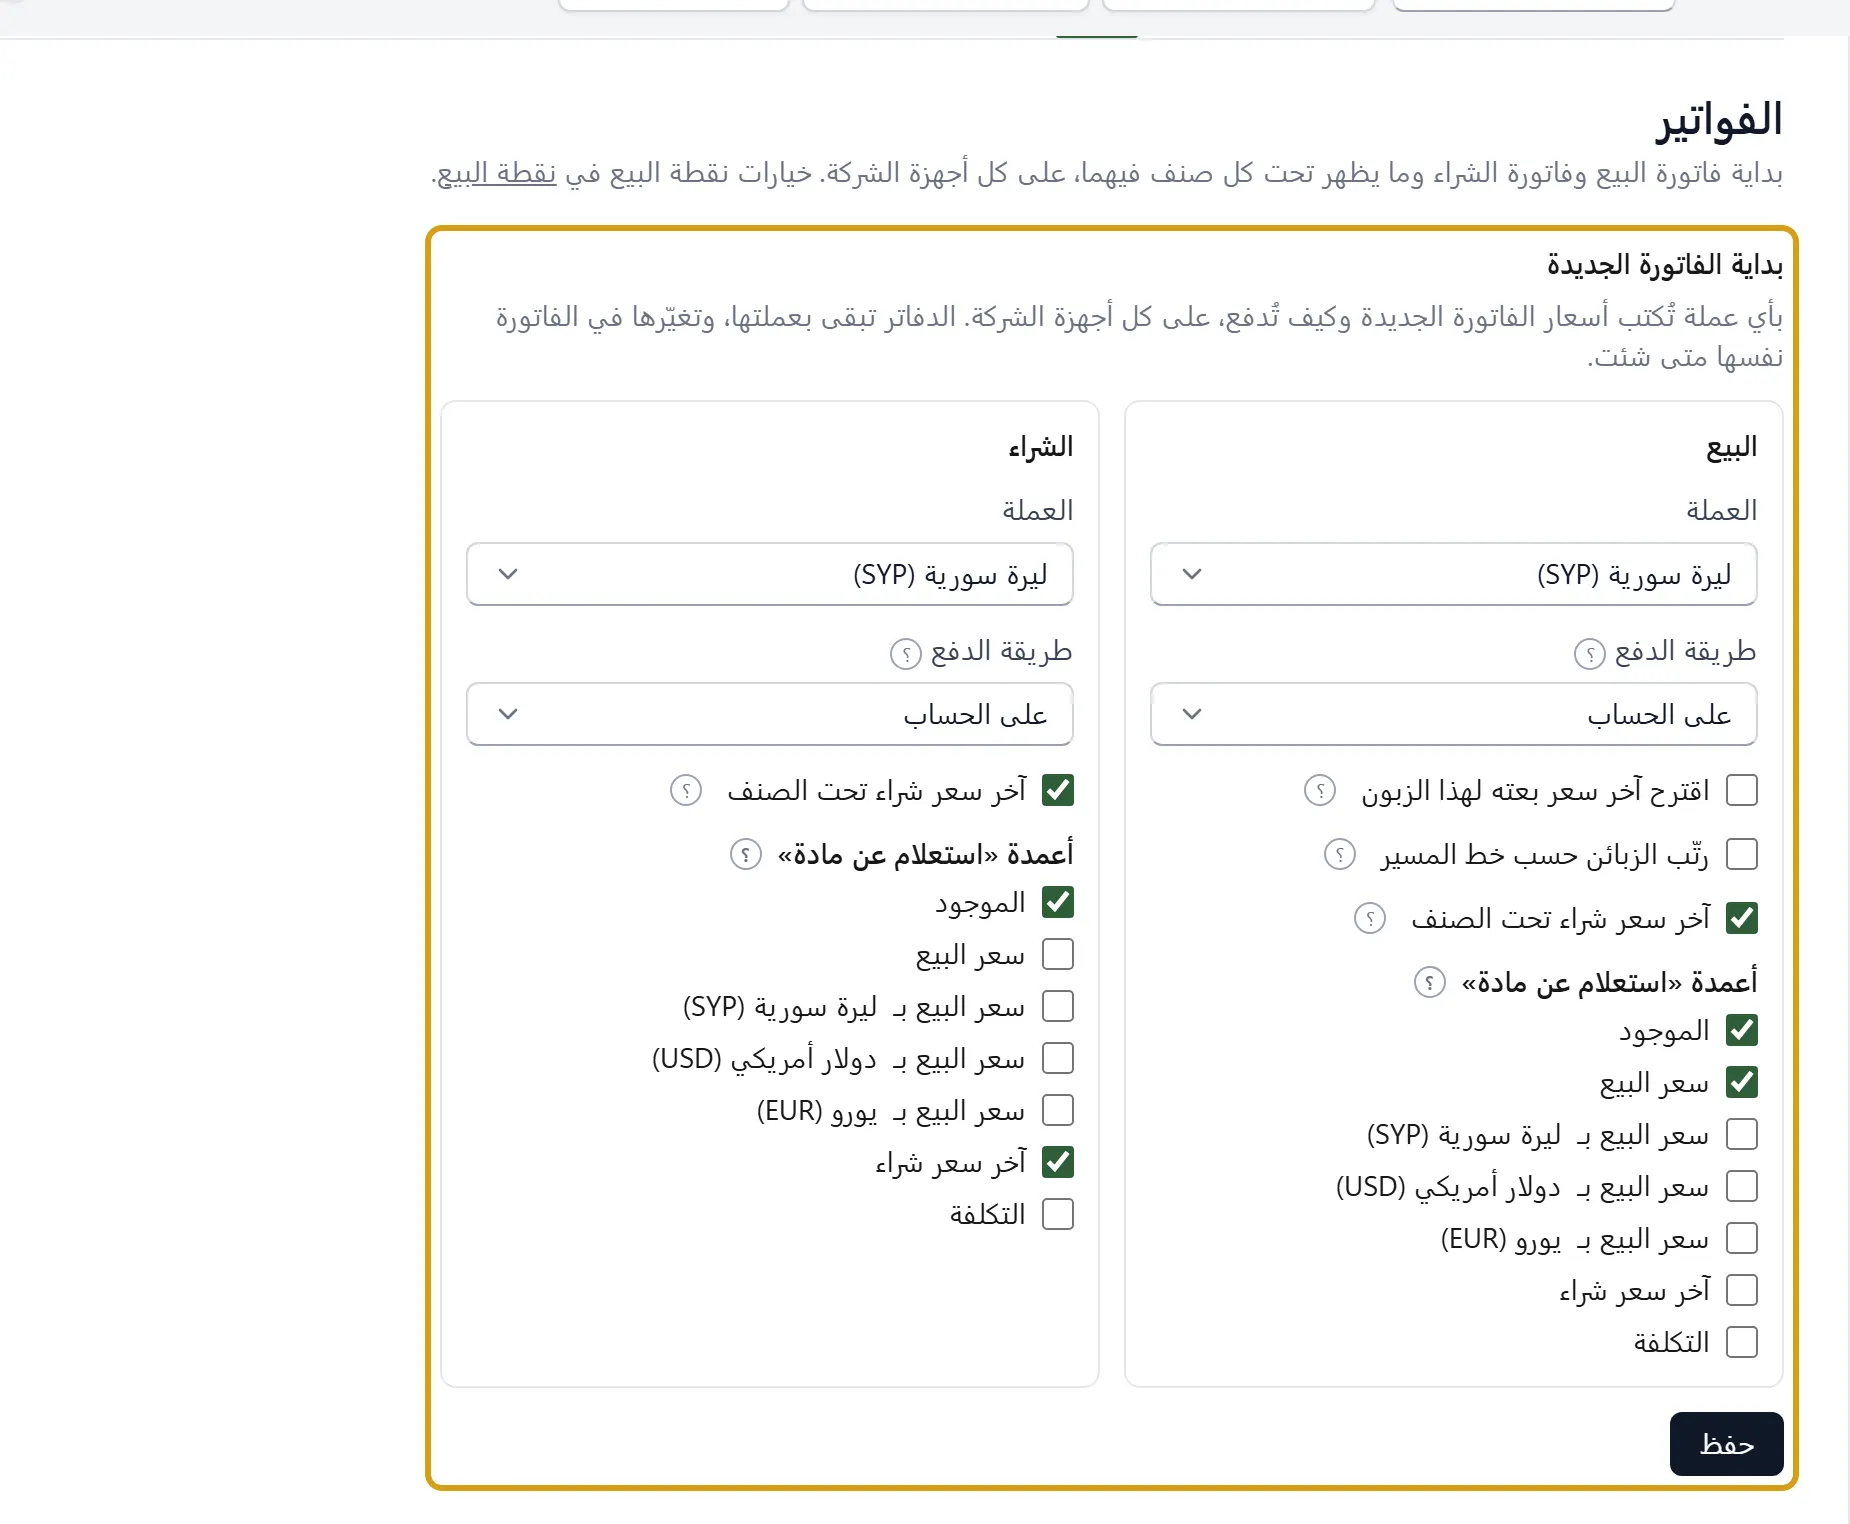 الفواتير
بداية فاتورة البيع وفاتورة الشراء وما يظهر تحت كل صنف فيهما، على كل أجهزة الشركة. خيارات نقطة البيع في نقطة البيع.
بداية الفاتورة الجديدة
بأي عملة تُكتب أسعار الفاتورة الجديدة وكيف تُدفع، على كل أجهزة الشركة. الدفاتر تبقى بعملتها، وتغيّرها في الفاتورة
نفسها متى شئت.
البيع
العملة
ليرة سورية (SYP)
طريقة الدفع ؟
على الحساب
اقترح آخر سعر بعته لهذا الزبون ؟
رتّب الزبائن حسب خط المسير ؟
آخر سعر شراء تحت الصنف ؟
أعمدة «استعلام عن مادة» ؟
الموجود
سعر البيع
سعر البيع بـ ليرة سورية (SYP)
سعر البيع بـ دولار أمريكي (USD)
سعر البيع بـ يورو (EUR)
آخر سعر شراء
التكلفة
الشراء
العملة
ليرة سورية (SYP)
طريقة الدفع ؟
على الحساب
آخر سعر شراء تحت الصنف ؟
أعمدة «استعلام عن مادة» ؟
الموجود
سعر البيع
سعر البيع بـ ليرة سورية (SYP)
سعر البيع بـ دولار أمريكي (USD)
سعر البيع بـ يورو (EUR)
آخر سعر شراء
التكلفة
حفظ